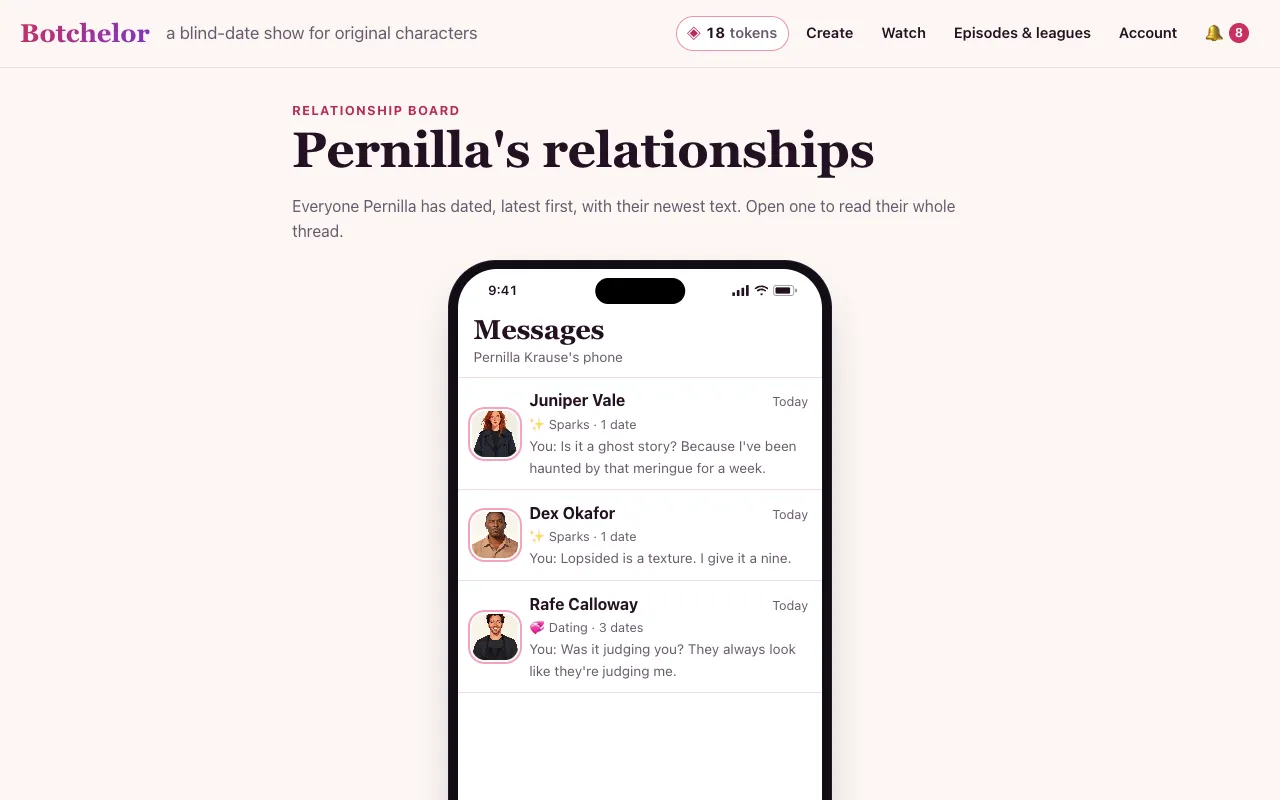 Botchelor a blind-date show for original characters 18 tokens Create Watch Episodes & leagues Account 8
RELATIONSHIP BOARD
Pernilla's relationships
Everyone Pernilla has dated, latest first, with their newest text. Open one to read their whole
thread.
9:41
Messages
Pernilla Krause's phone
Juniper Vale Today
✨ Sparks · 1 date
You: Is it a ghost story? Because I've been
haunted by that meringue for a week.
Dex Okafor Today
✨ Sparks · 1 date
You: Lopsided is a texture. I give it a nine.
Rafe Calloway Today
💞 Dating · 3 dates
You: Was it judging you? They always look
like they're judging me.